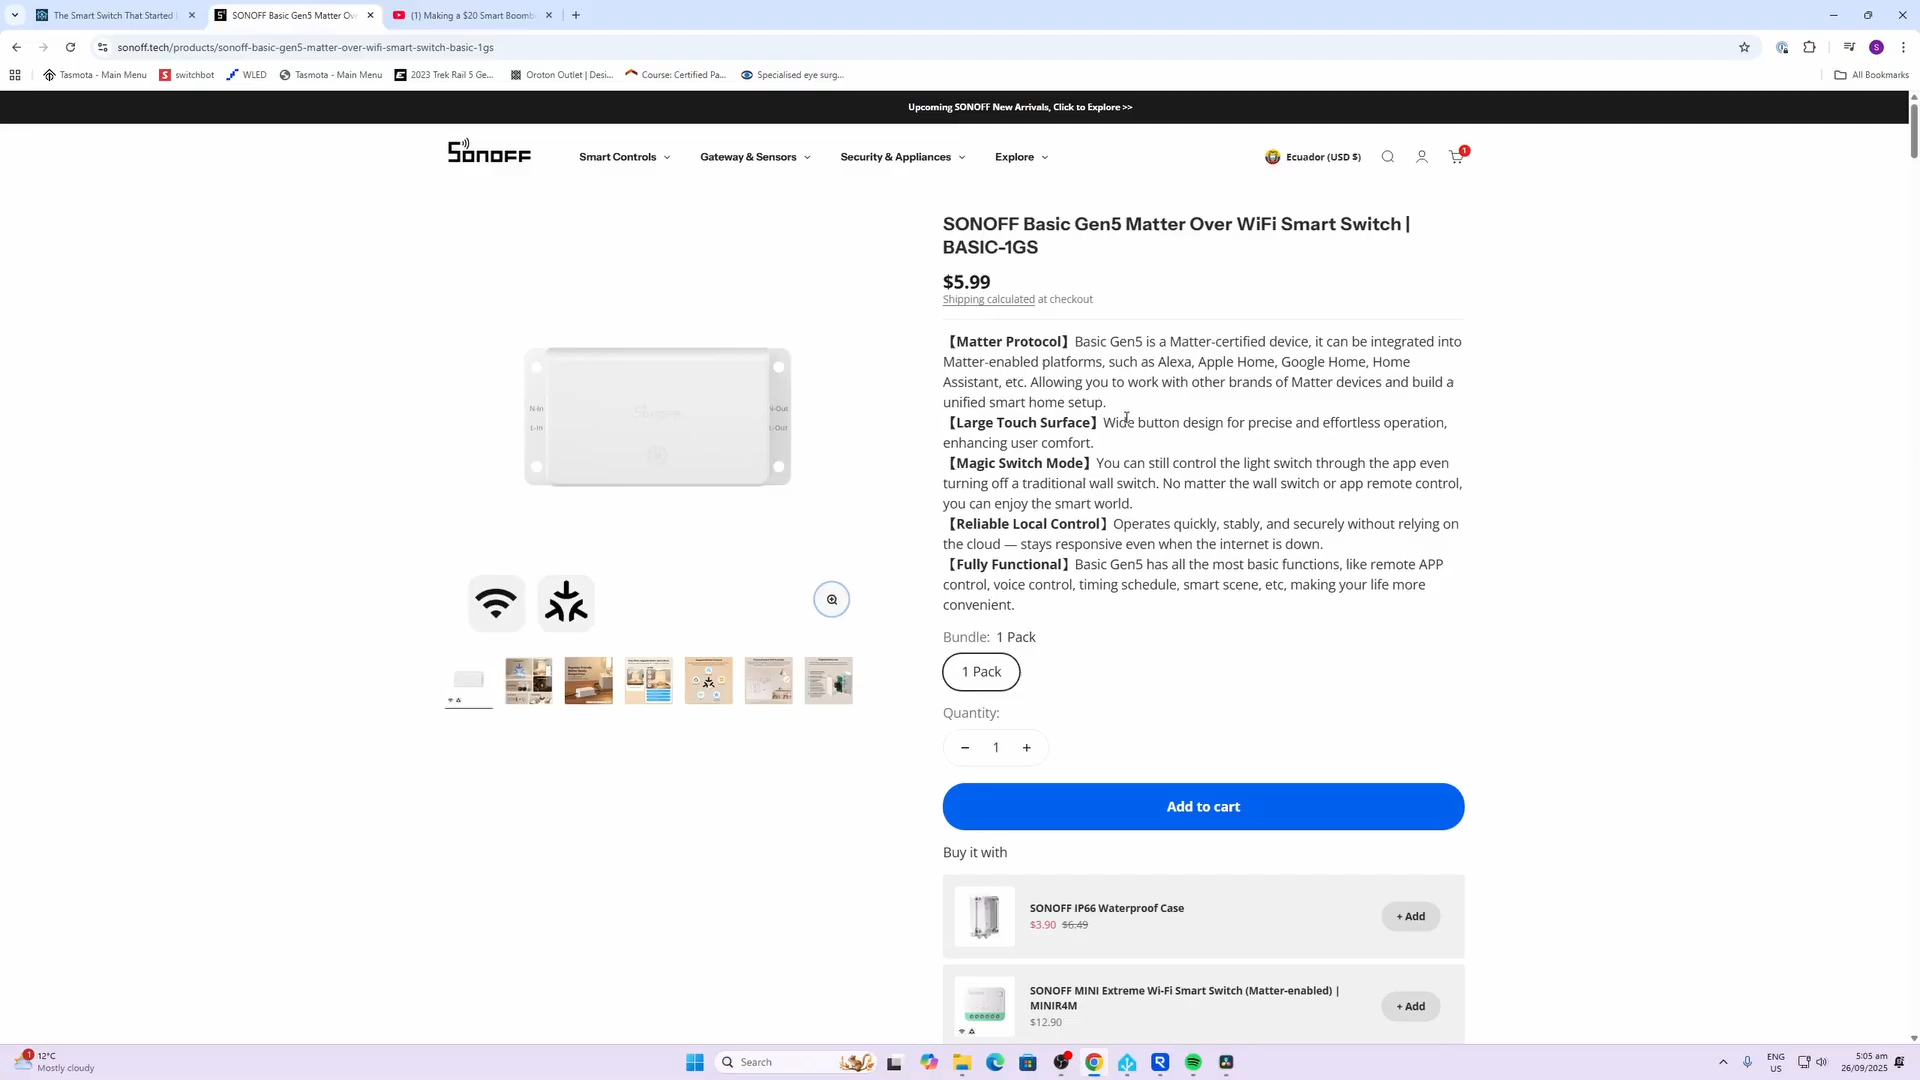 The Smart Switch That Started
SONOFF Basic Gen5 Matter Ov
(1) Making a $20 Smart Boomb
sonoff.tech/products/sonoff-basic-gen5-matter-over-wifi-smart-switch-basic-1gs
Tasmota - Main Menu
switchbot
WLED
Tasmota - Main Menu
2023 Trek Rail 5 Ge...
Oroton Outlet | Desi...
Course: Certified Pa...
Specialised eye surg...
All Bookmarks
Upcoming SONOFF New Arrivals, Click to Explore >>
SONOFF
Smart Controls
Gateway & Sensors
Security & Appliances
Explore
Ecuador (USD $)
1
SONOFF Basic Gen5 Matter Over WiFi Smart Switch |
BASIC-1GS
$5.99
Shipping calculated at checkout
【Matter Protocol】Basic Gen5 is a Matter-certified device, it can be integrated into
Matter-enabled platforms, such as Alexa, Apple Home, Google Home, Home
Assistant, etc. Allowing you to work with other brands of Matter devices and build a
unified smart home setup.
【Large Touch Surface】Wide button design for precise and effortless operation,
enhancing user comfort.
【Magic Switch Mode】You can still control the light switch through the app even
turning off a traditional wall switch. No matter the wall switch or app remote control,
you can enjoy the smart world.
【Reliable Local Control】Operates quickly, stably, and securely without relying on
the cloud — stays responsive even when the internet is down.
【Fully Functional】Basic Gen5 has all the most basic functions, like remote APP
control, voice control, timing schedule, smart scene, etc, making your life more
convenient.
N-In
L-In
SONOFF
N-Out
L-Out
Bundle: 1 Pack
1 Pack
Quantity:
− 1 +
Add to cart
Buy it with
SONOFF IP66 Waterproof Case
$3.90 $6.49
+ Add
SONOFF MINI Extreme Wi-Fi Smart Switch (Matter-enabled) |
MINIR4M
$12.90
+ Add
1
12°C
Mostly cloudy
Search
ENG
US
5:05 am
26/09/2025